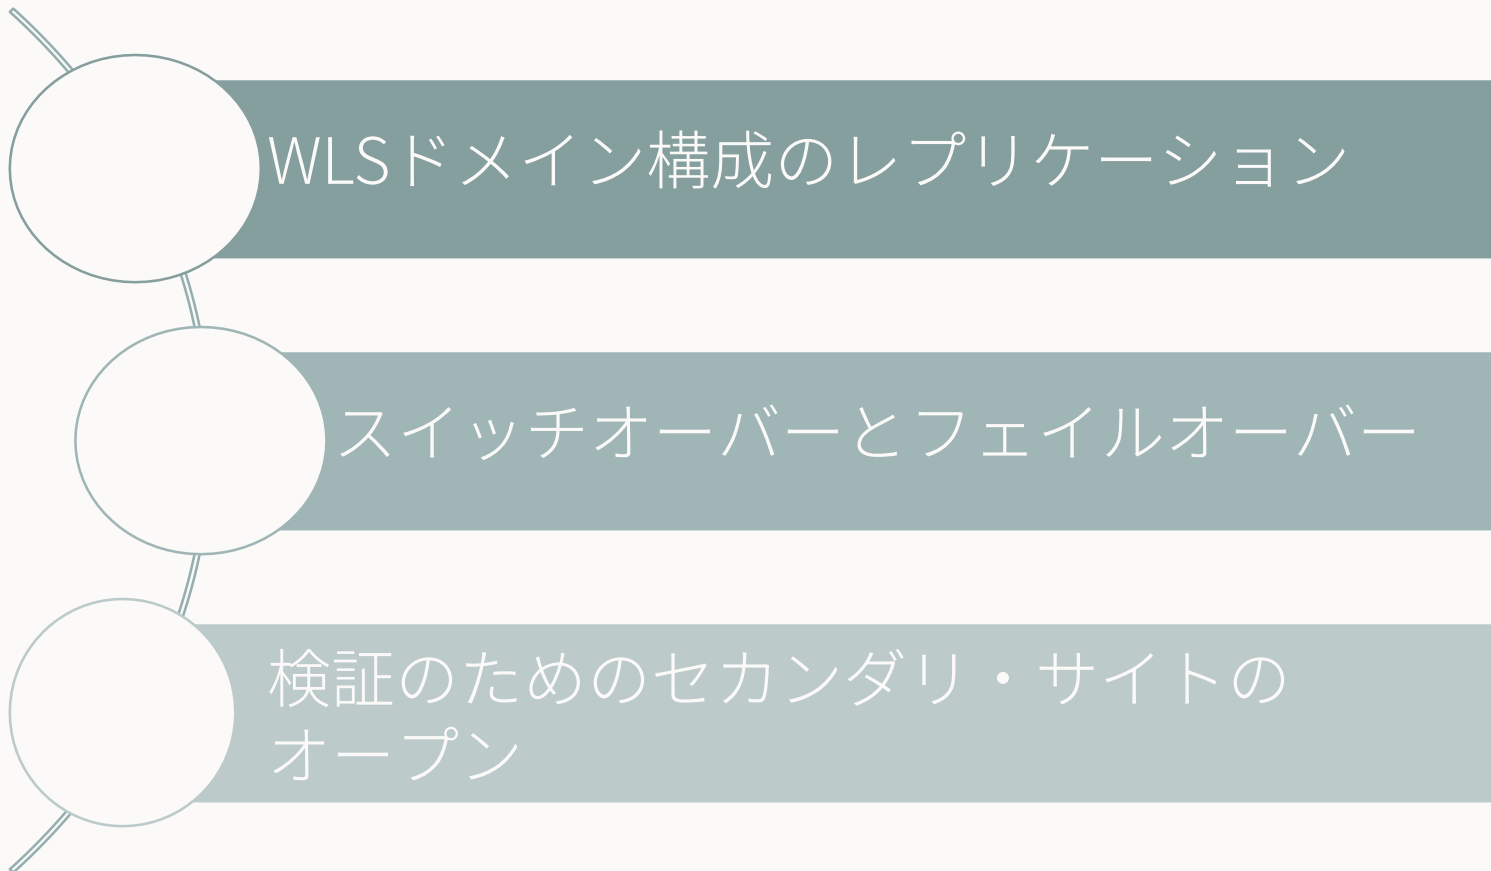 WLSドメイン構成のレプリケーション
スイッチオーバーとフェイルオーバー
検証のためのセカンダリ・サイトの
オープン